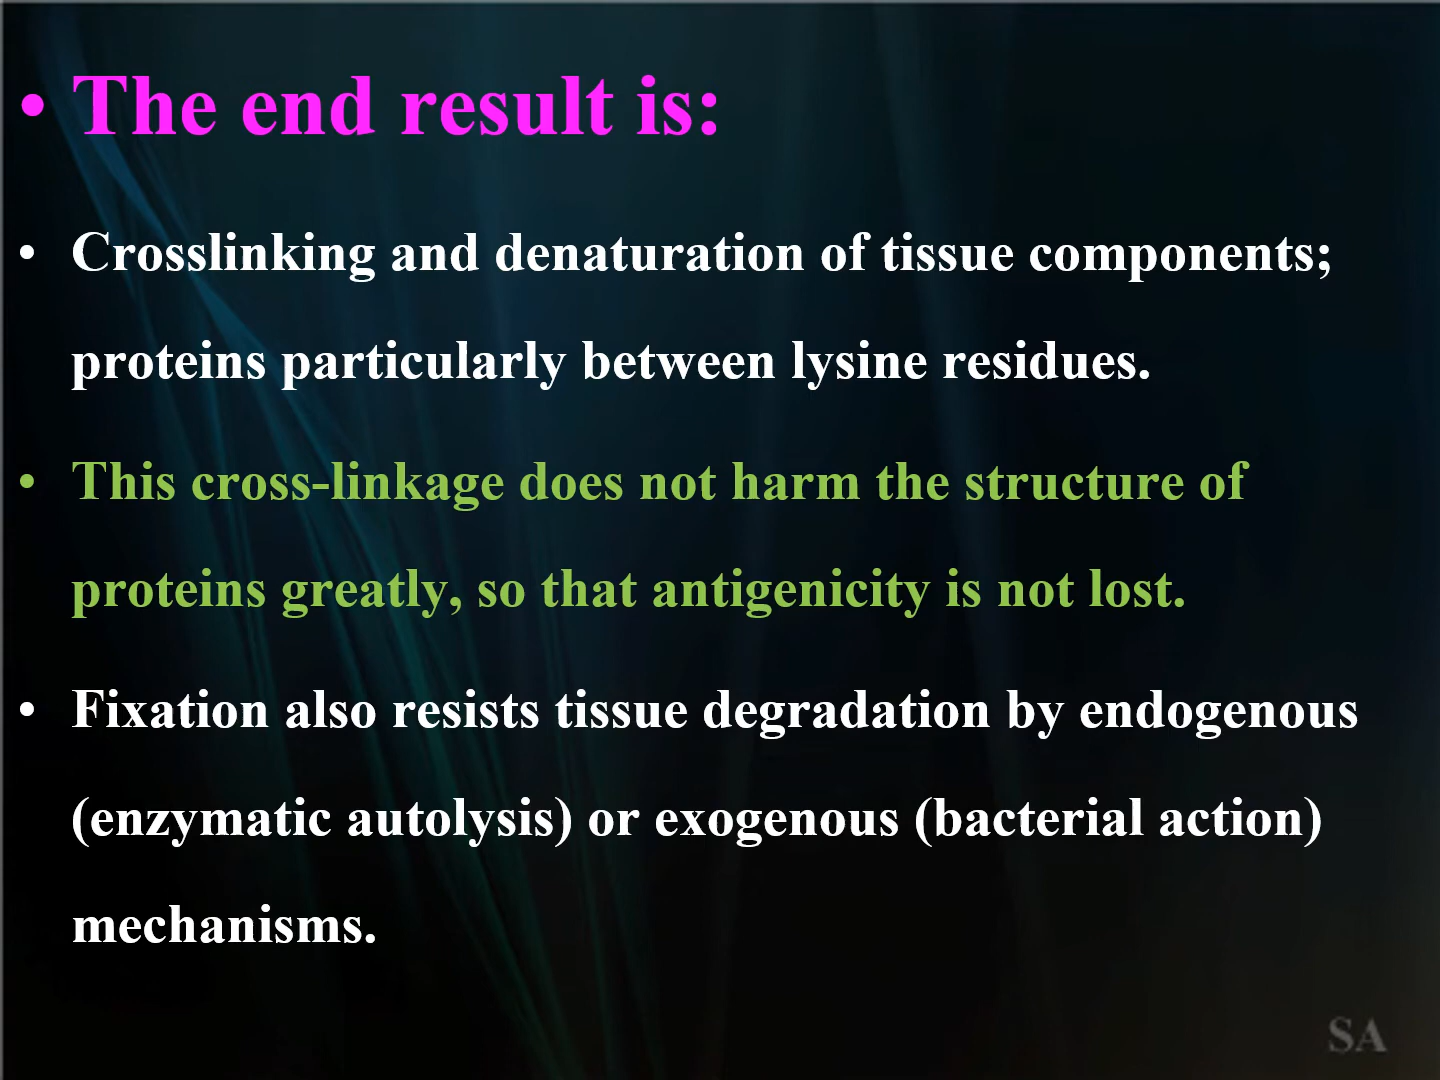 • The end result is:
• Crosslinking and denaturation of tissue components;
proteins particularly between lysine residues.
• This cross-linkage does not harm the structure of
proteins greatly, so that antigenicity is not lost.
• Fixation also resists tissue degradation by endogenous
(enzymatic autolysis) or exogenous (bacterial action)
mechanisms.
SA